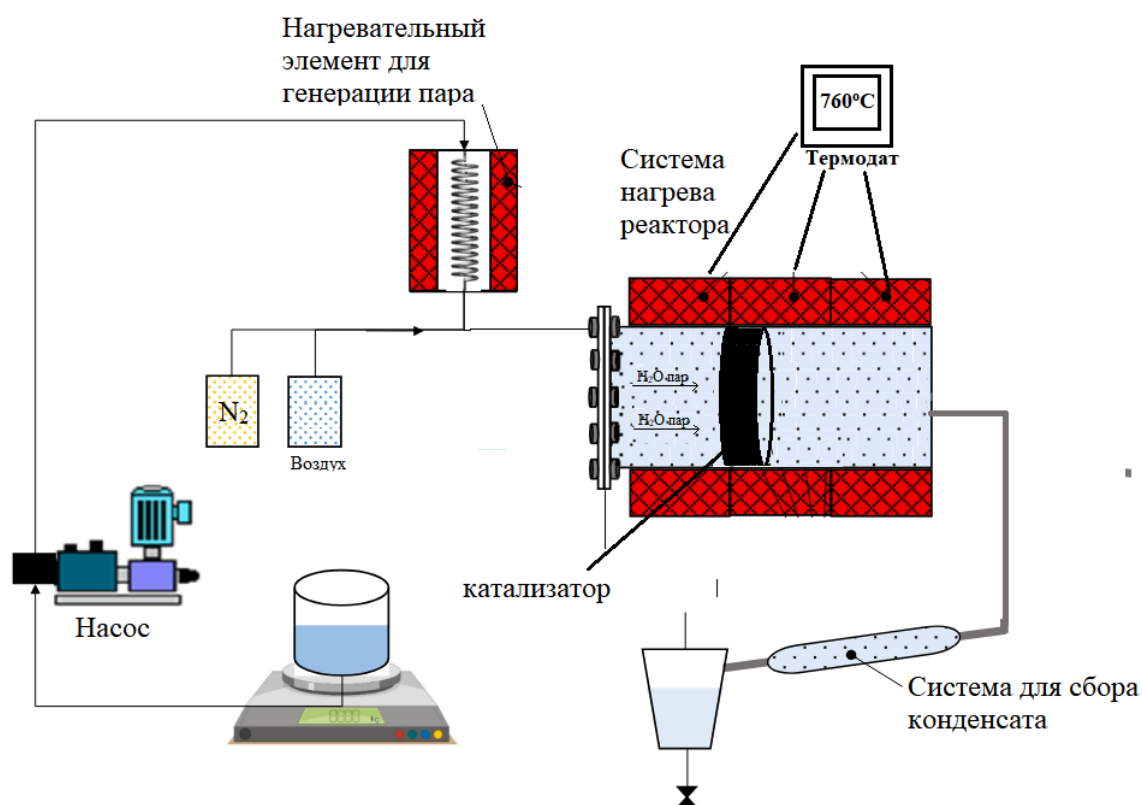 Нагревательный
элемент для
генерации пара
760°C
Термодат
Система
нагрева
реактора
H₂O пар
H₂O пар
N₂
Воздух
катализатор
Насос
Система для сбора
конденсата